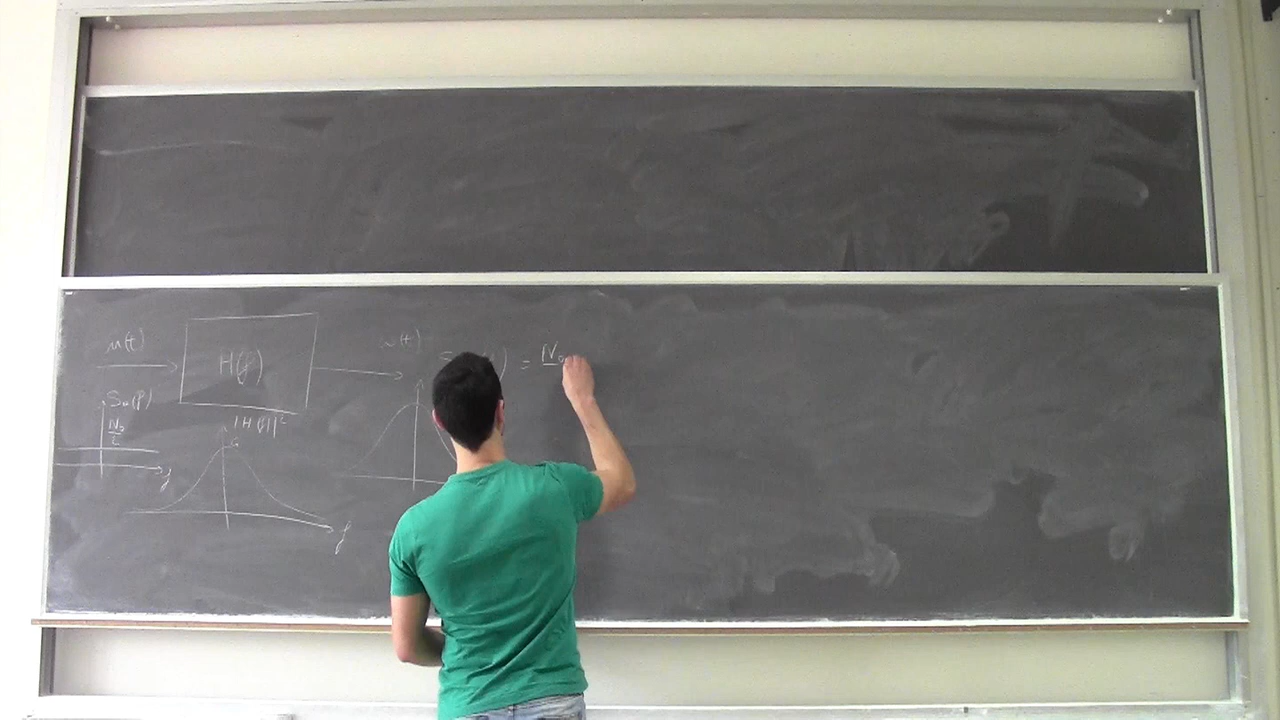 n(t)
H(f)
(t)
S ) = N₀
Sₙ(f)
N₀/2
|H(f)|²
G
f
f